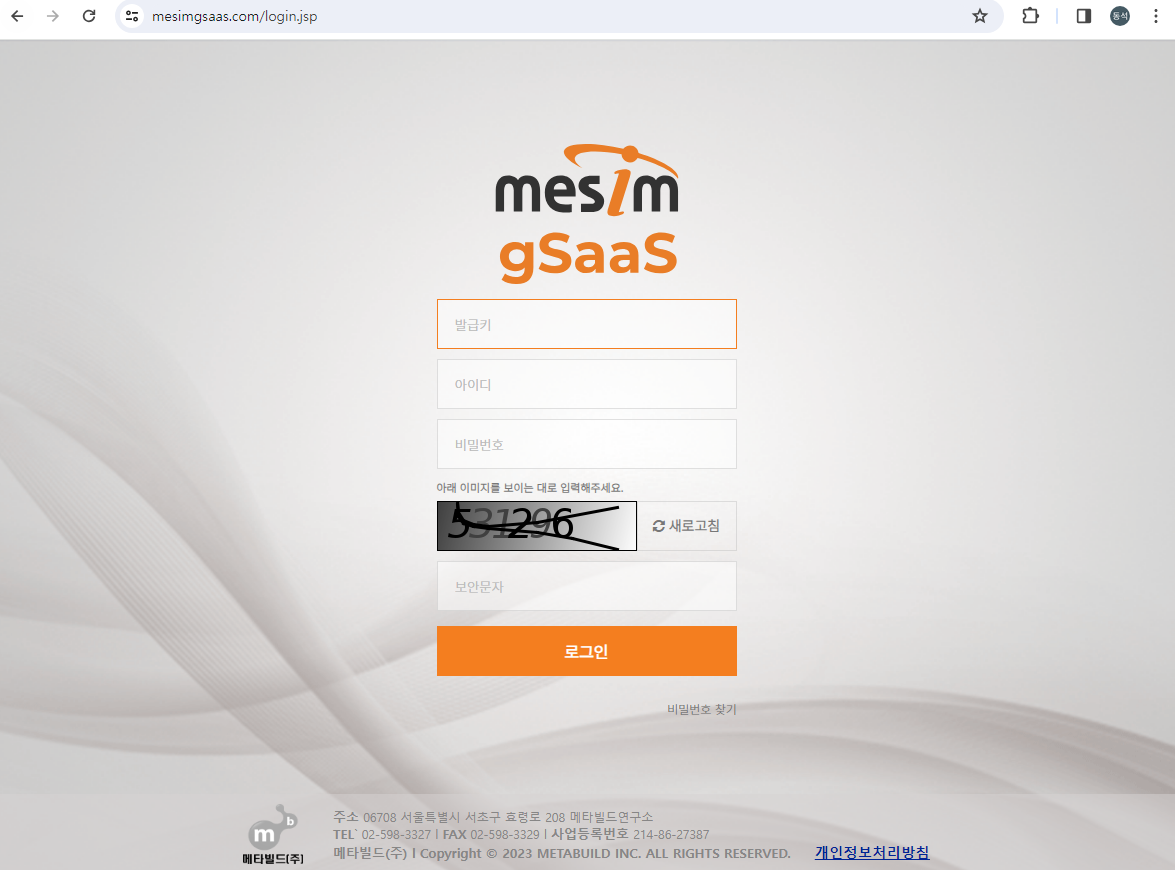 mesimgsaas.com/login.jsp
동석
mesim
gSaaS
발급키
아이디
비밀번호
아래 이미지를 보이는 대로 입력해주세요.
531296
새로고침
보안문자
로그인
비밀번호 찾기
m b
메타빌드(주)
주소 06708 서울특별시 서초구 효령로 208 메타빌드연구소
TEL` 02-598-3327 l FAX 02-598-3329 l 사업등록번호 214-86-27387
메타빌드(주) l Copyright © 2023 METABUILD INC. ALL RIGHTS RESERVED. 개인정보처리방침